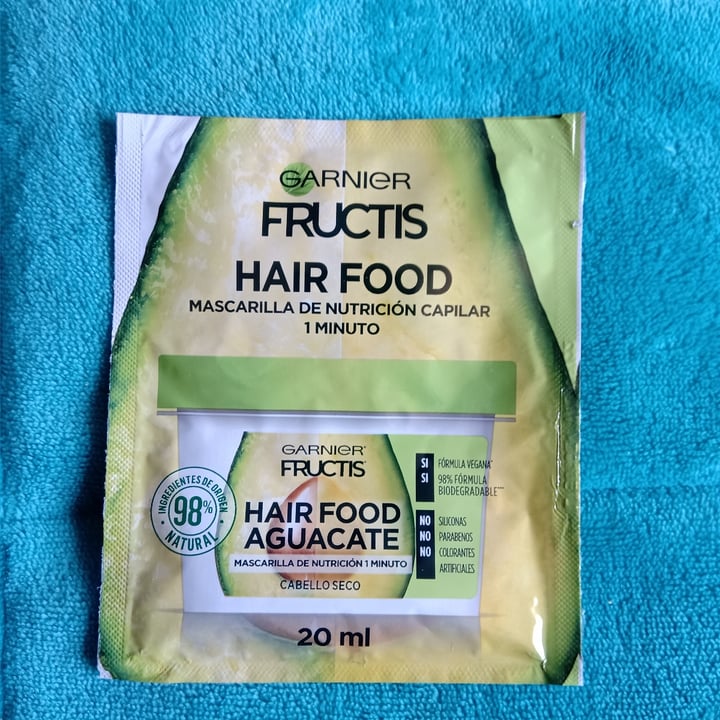 GARNIER
FRUCTIS
HAIR FOOD
MASCARILLA DE NUTRICIÓN CAPILAR
1 MINUTO
GARNIER
FRUCTIS
HAIR FOOD
AGUACATE
MASCARILLA DE NUTRICIÓN 1 MINUTO
CABELLO SECO
INGREDIENTES DE ORIGEN
98%
NATURAL
SI FÓRMULA VEGANA*
SI 98% FÓRMULA
BIODEGRADABLE***
NO SILICONAS
NO PARABENOS
NO COLORANTES
ARTIFICIALES
20 ml